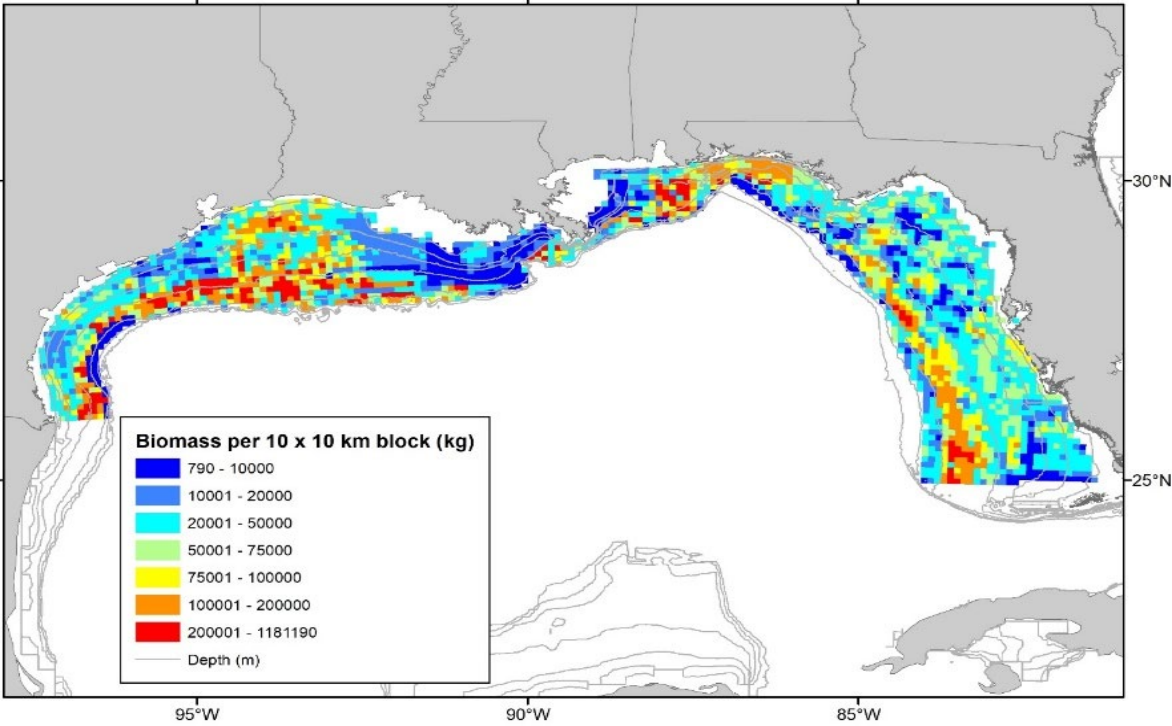 30°N
25°N
Biomass per 10 x 10 km block (kg)
790 - 10000
10001 - 20000
20001 - 50000
50001 - 75000
75001 - 100000
100001 - 200000
200001 - 1181190
Depth (m)
95°W 90°W 85°W